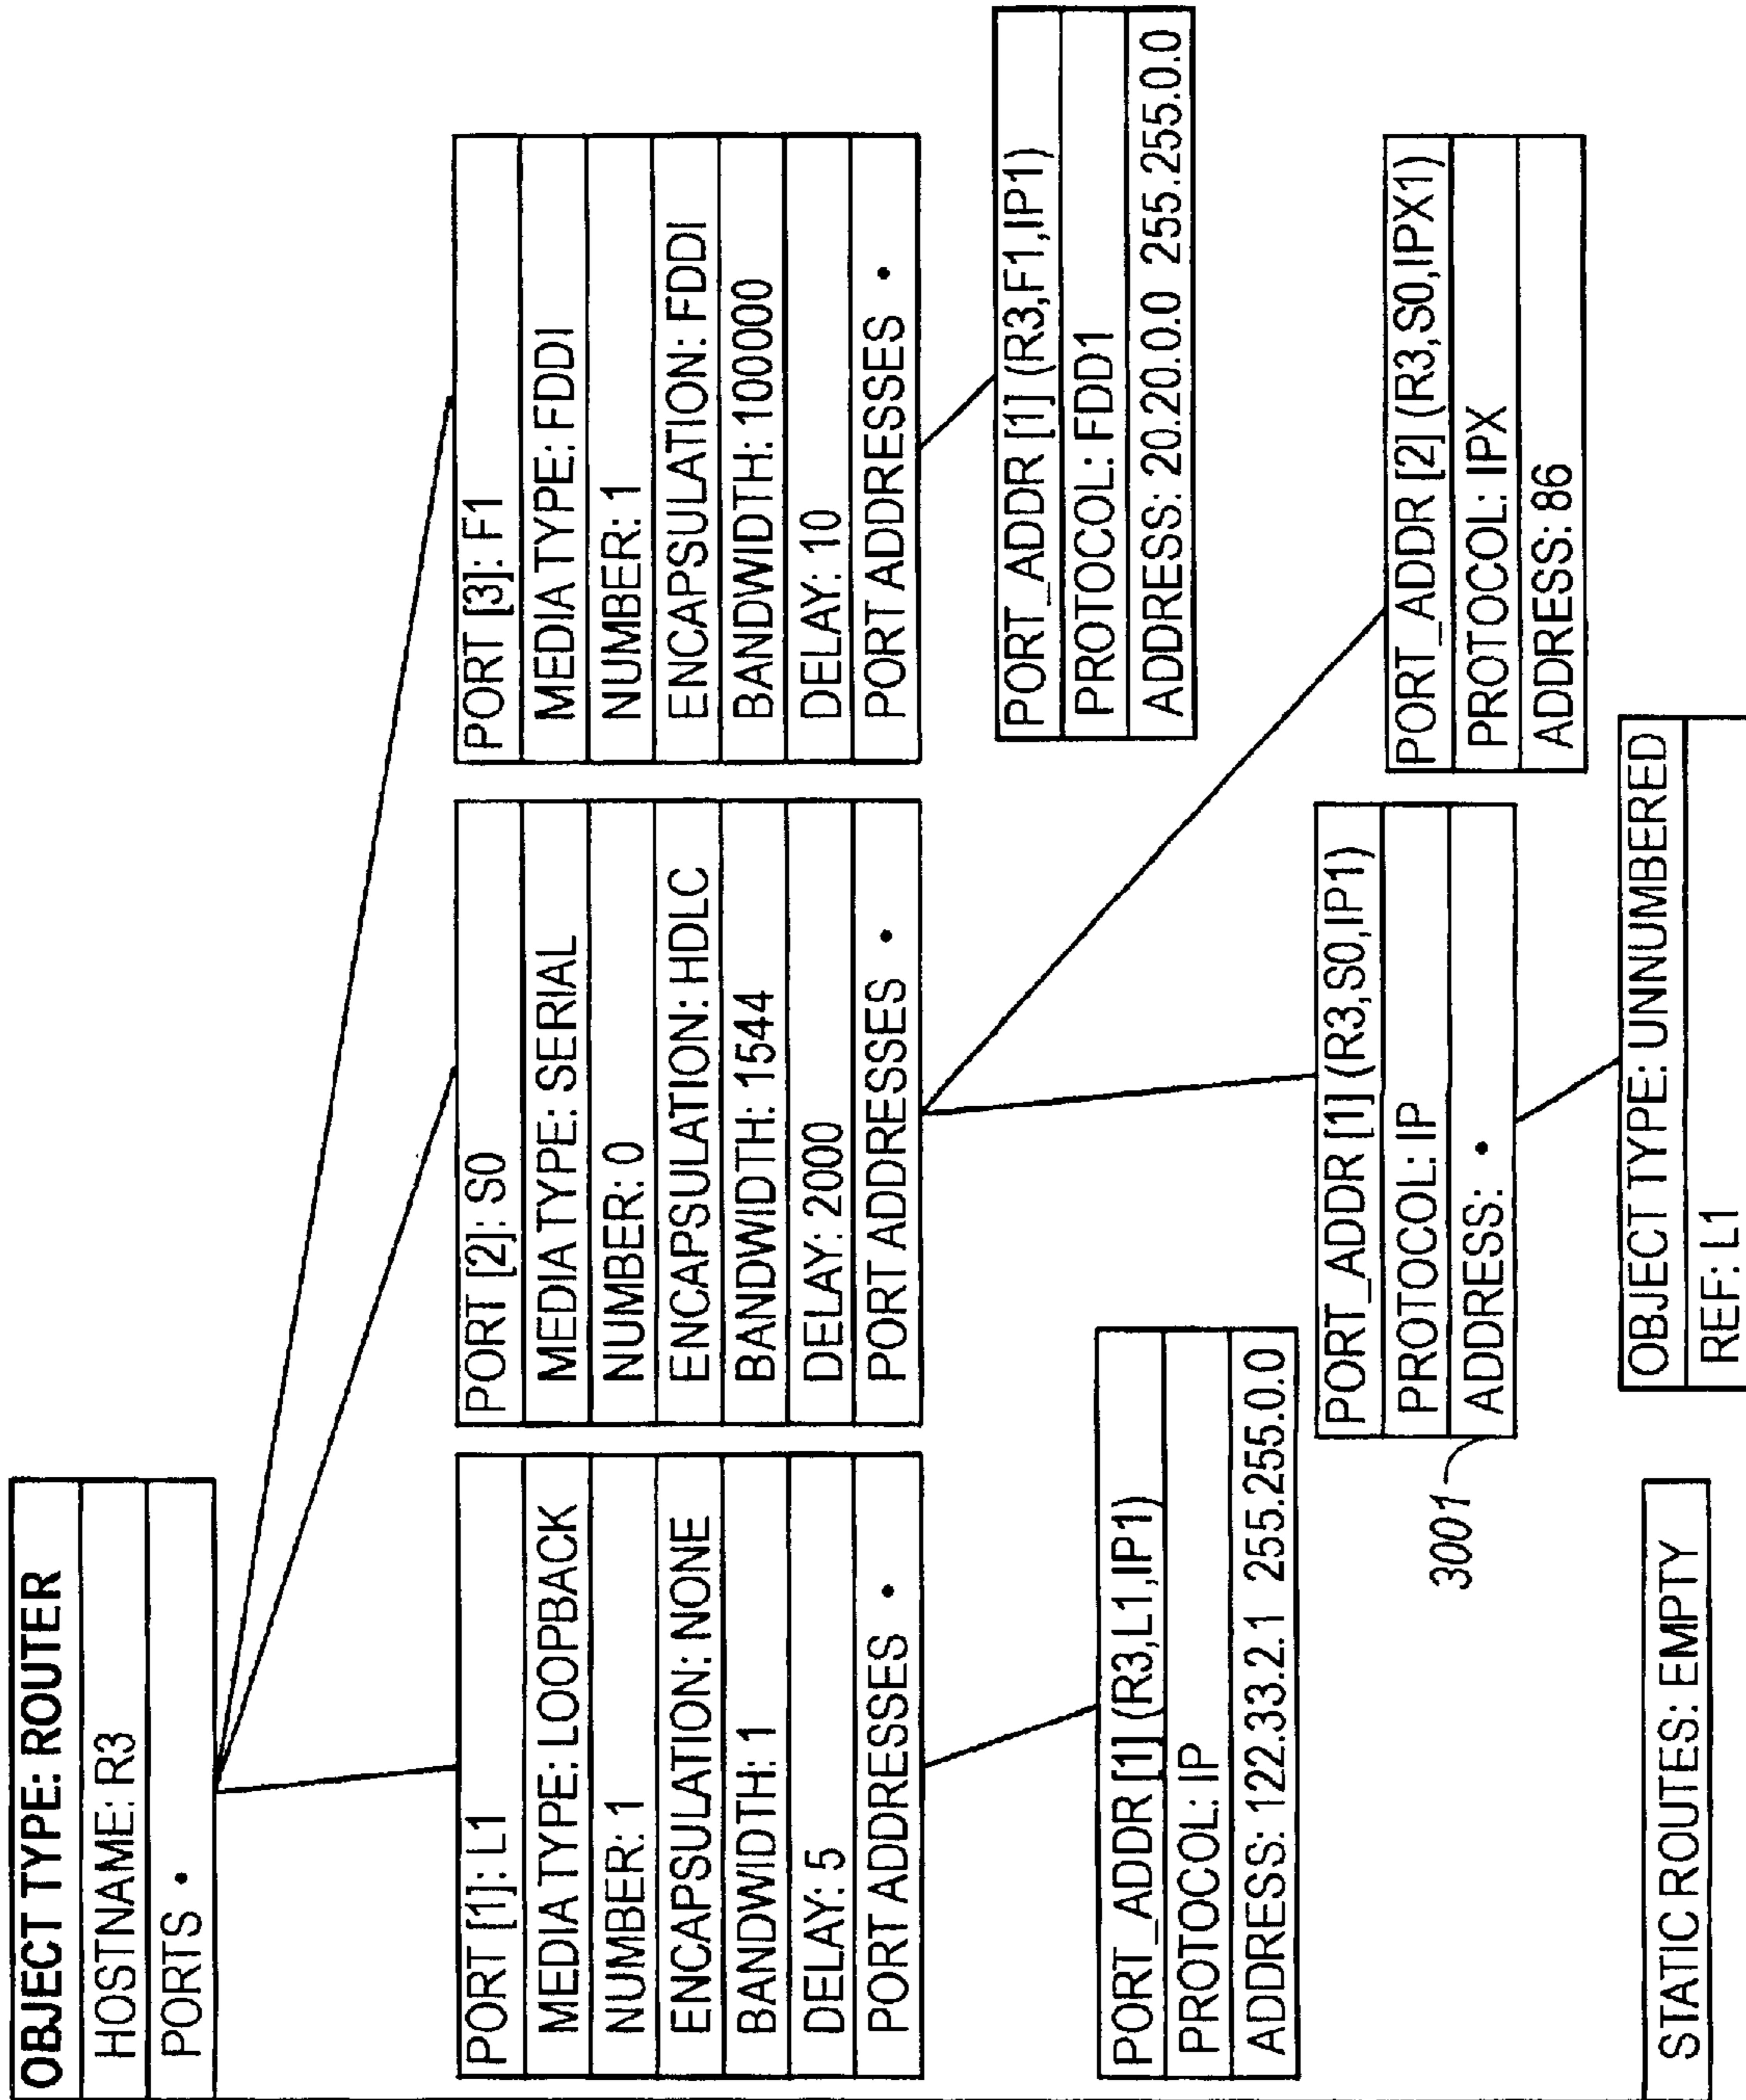 OBJECT TYPE: ROUTER
HOSTNAME: R3
PORTS •
PORT [1]: L1
MEDIA TYPE: LOOPBACK
NUMBER: 1
ENCAPSULATION: NONE
BANDWIDTH: 1
DELAY: 5
PORT ADDRESSES •
PORT [2]: S0
MEDIA TYPE: SERIAL
NUMBER: 0
ENCAPSULATION: HDLC
BANDWIDTH: 1544
DELAY: 2000
PORT ADDRESSES •
PORT [3]: F1
MEDIA TYPE: FDDI
NUMBER: 1
ENCAPSULATION: FDDI
BANDWIDTH: 100000
DELAY: 10
PORT ADDRESSES •
PORT_ADDR [1] (R3,L1,IP1)
PROTOCOL: IP
ADDRESS: 122.33.2.1 255.255.0.0
PORT_ADDR [1] (R3,F1,IP1)
PROTOCOL: FDD1
ADDRESS: 20.20.0.0 255.255.0.0
PORT_ADDR [1] (R3,S0,IP1)
PROTOCOL: IP
ADDRESS: •
3001
PORT_ADDR [2] (R3,S0,IPX1)
PROTOCOL: IPX
ADDRESS: 86
OBJECT TYPE: UNNUMBERED
REF: L1
STATIC ROUTES: EMPTY